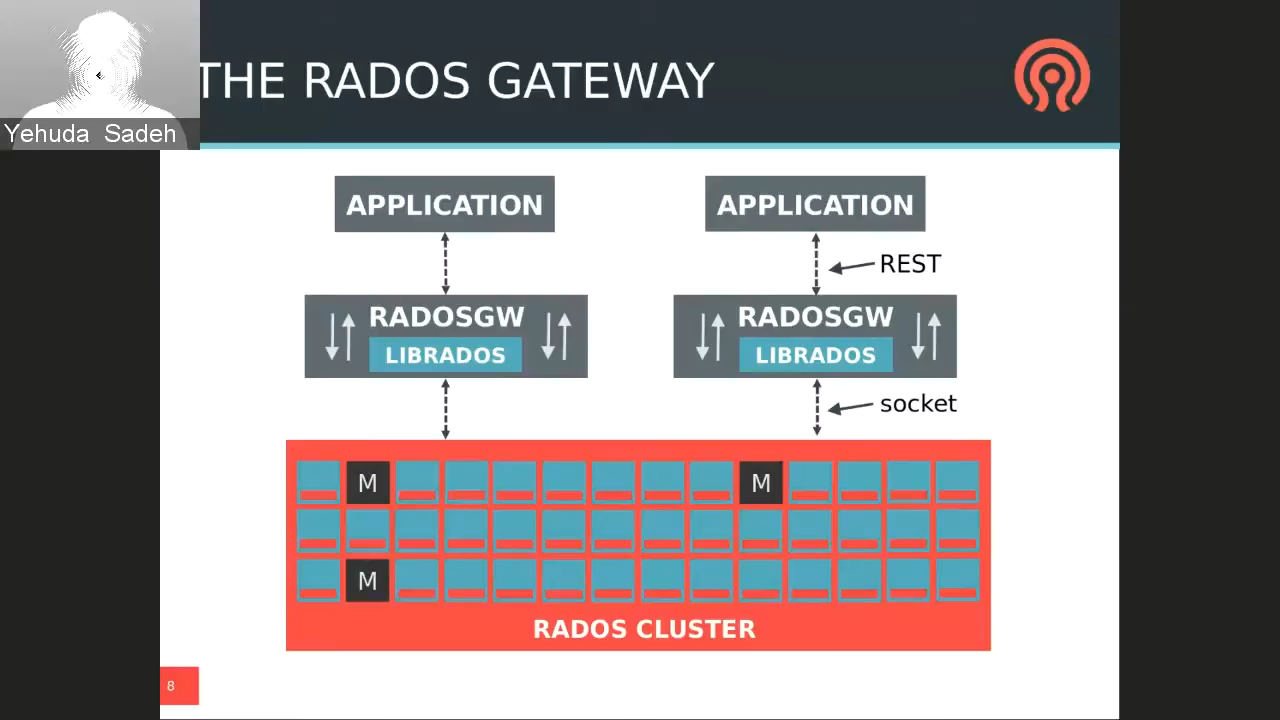 THE RADOS GATEWAY
Yehuda Sadeh
APPLICATION
APPLICATION
REST
RADOSGW
RADOSGW
LIBRADOS
LIBRADOS
socket
M
M
M
RADOS CLUSTER
8